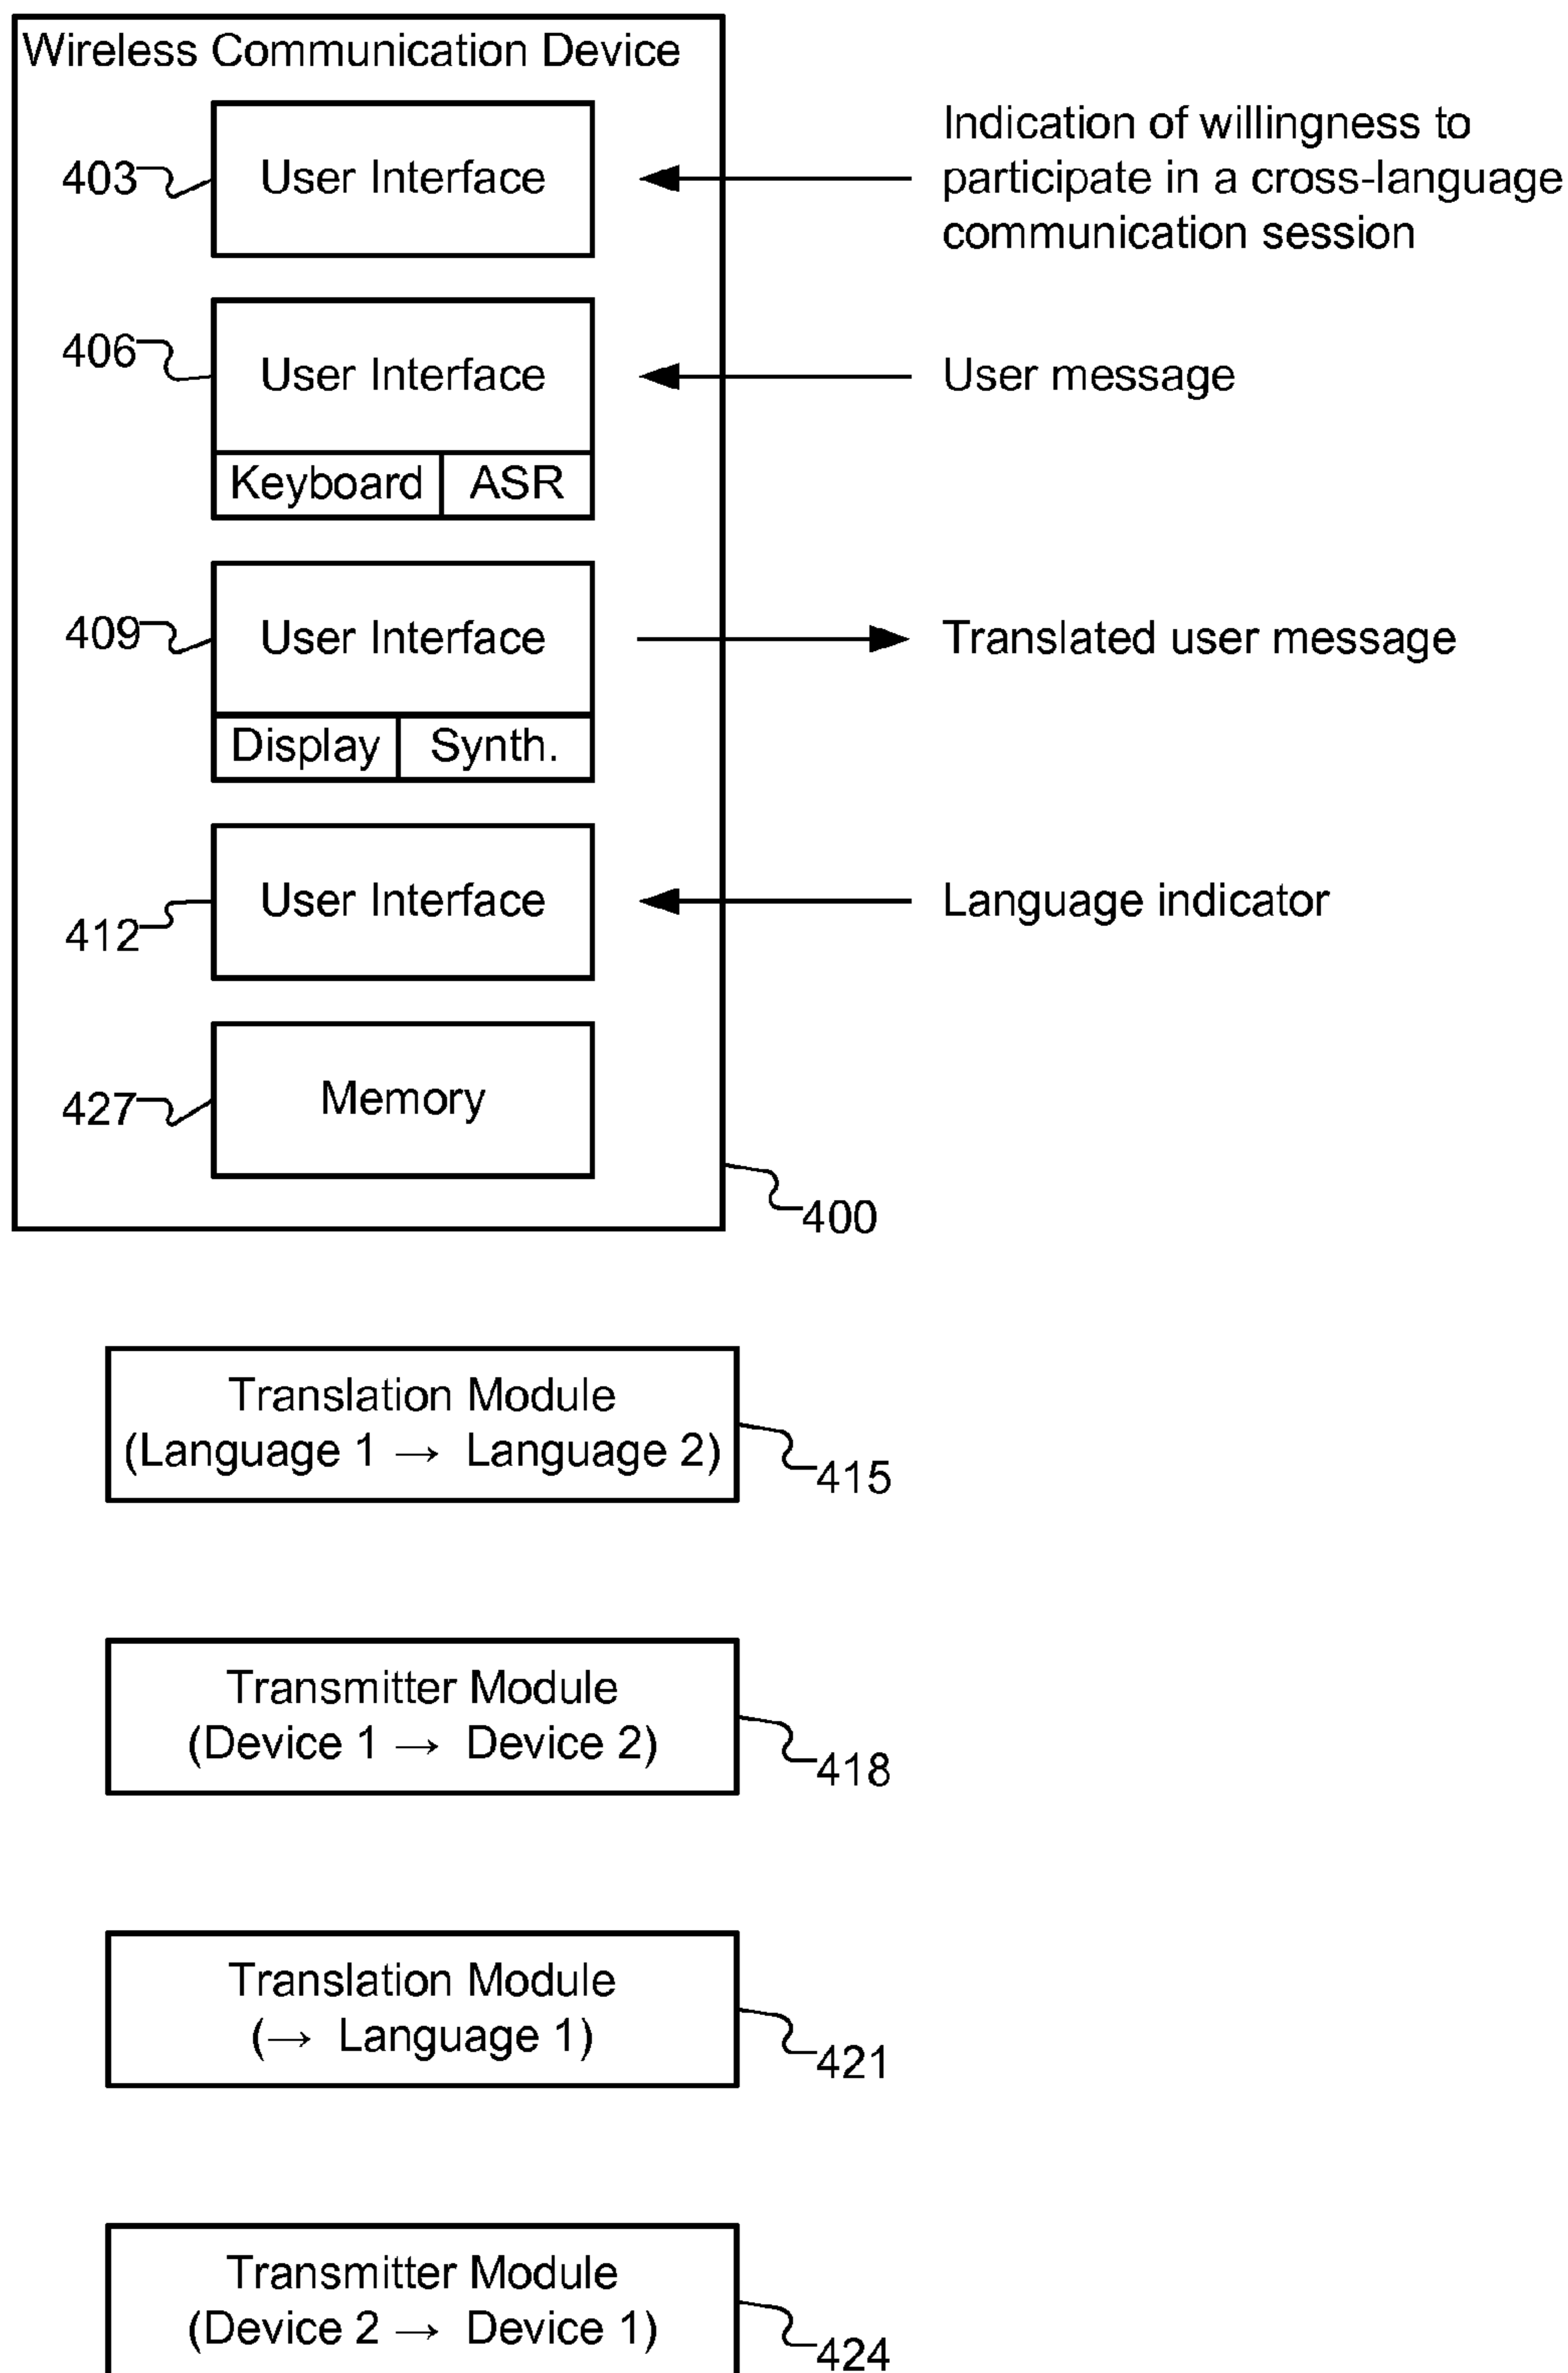 Wireless Communication Device
403
User Interface
Indication of willingness to
participate in a cross-language
communication session
406
User Interface
User message
Keyboard
ASR
409
User Interface
Translated user message
Display
Synth.
412
User Interface
Language indicator
427
Memory
400
Translation Module
(Language 1 → Language 2)
415
Transmitter Module
(Device 1 → Device 2)
418
Translation Module
(→ Language 1)
421
Transmitter Module
(Device 2 → Device 1)
424